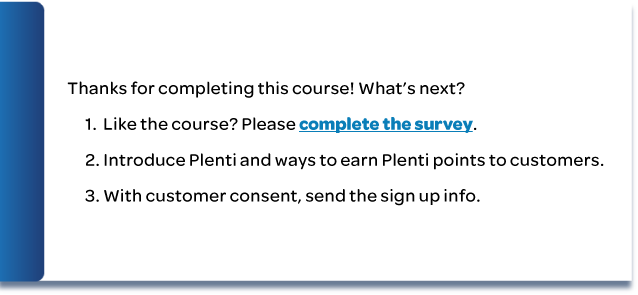 Thanks for completing this course! What's next?
1. Like the course? Please complete the survey.
2. Introduce Plenti and ways to earn Plenti points to customers.
3. With customer consent, send the sign up info.